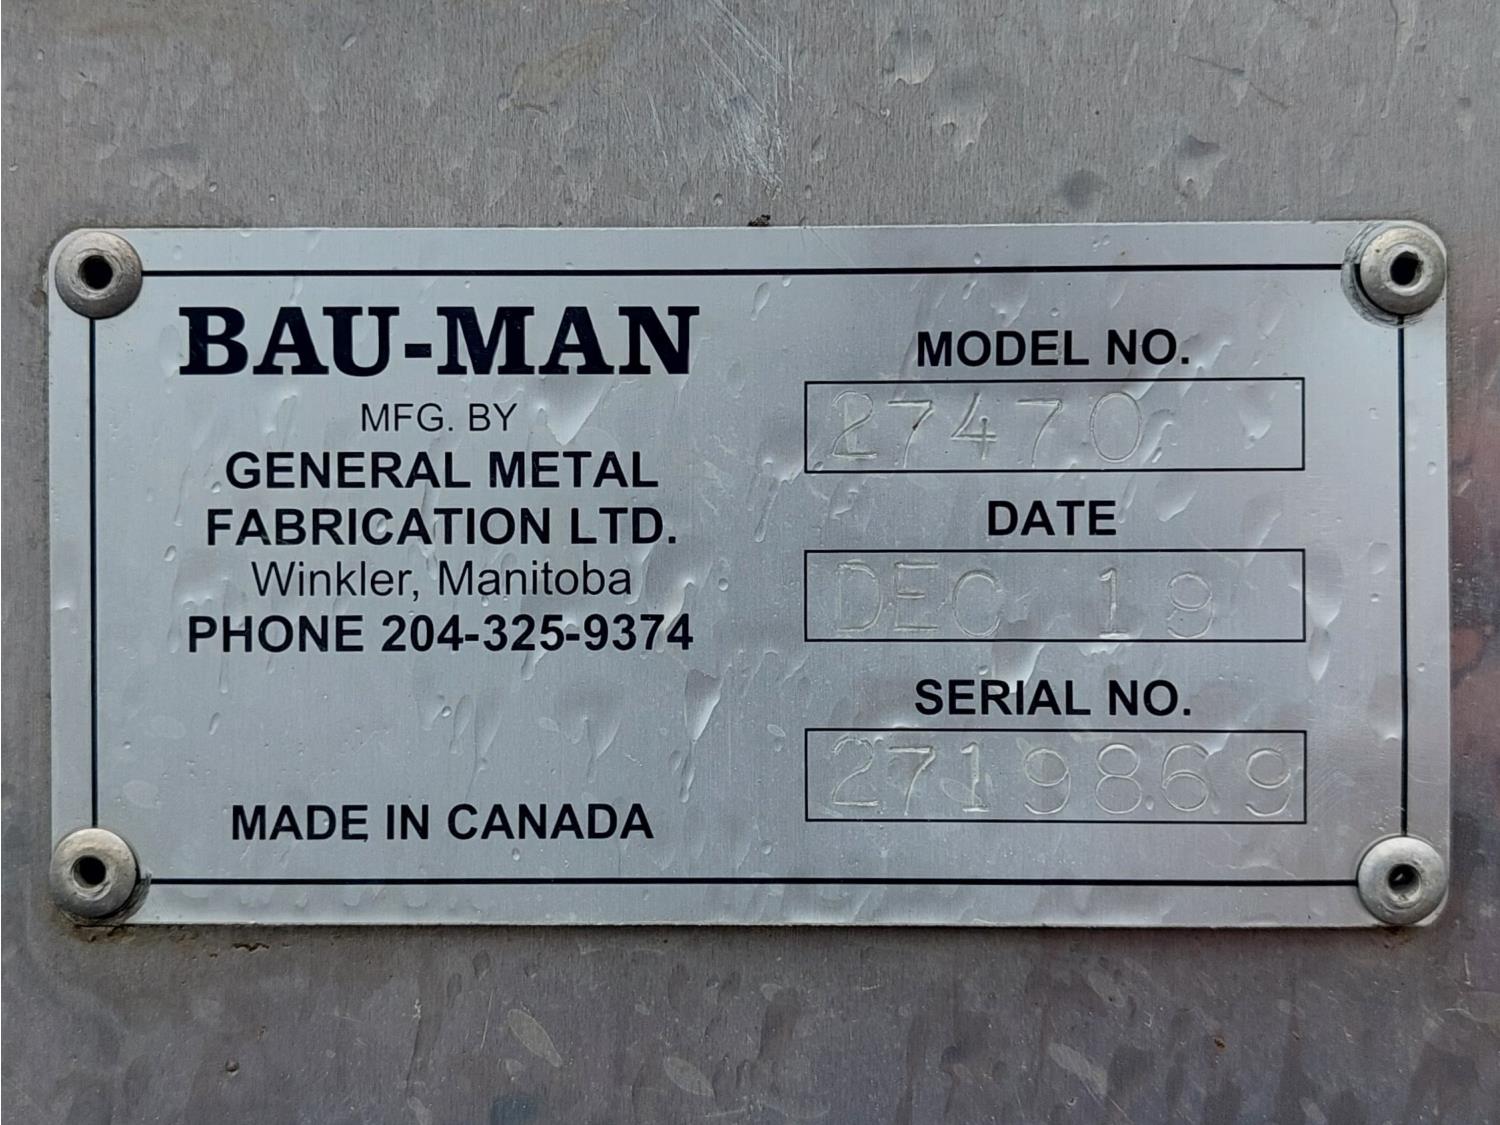 BAU-MAN
MFG. BY
GENERAL METAL
FABRICATION LTD.
Winkler, Manitoba
PHONE 204-325-9374
MADE IN CANADA
MODEL NO.
27470
DATE
DEC 19
SERIAL NO.
2719869